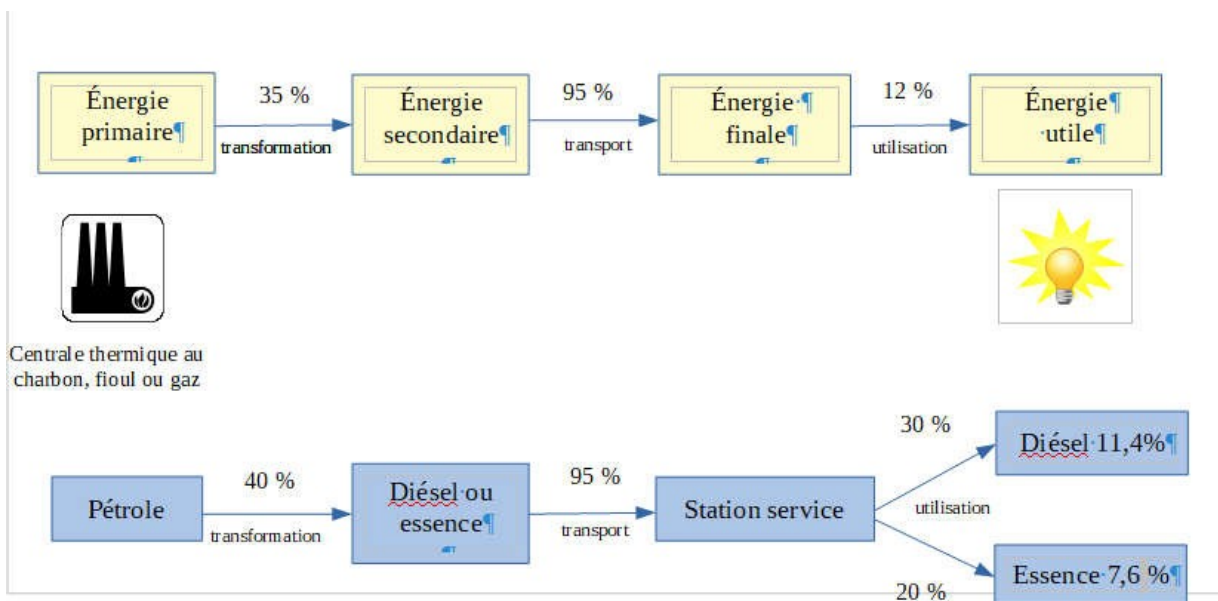 35 %
95 %
12 %
Énergie
primaire¶
¶
Énergie
secondaire¶
¶
Énergie·¶
finale¶
¶
Énergie¶
·utile¶
¶
transformation
transport
utilisation
Centrale thermique au
charbon, fioul ou gaz
30 %
Diésel·11,4%¶
40 %
95 %
Pétrole
Diésel·ou
essence¶
¶
Station service
utilisation
transformation
transport
Essence·7,6 %¶
20 %